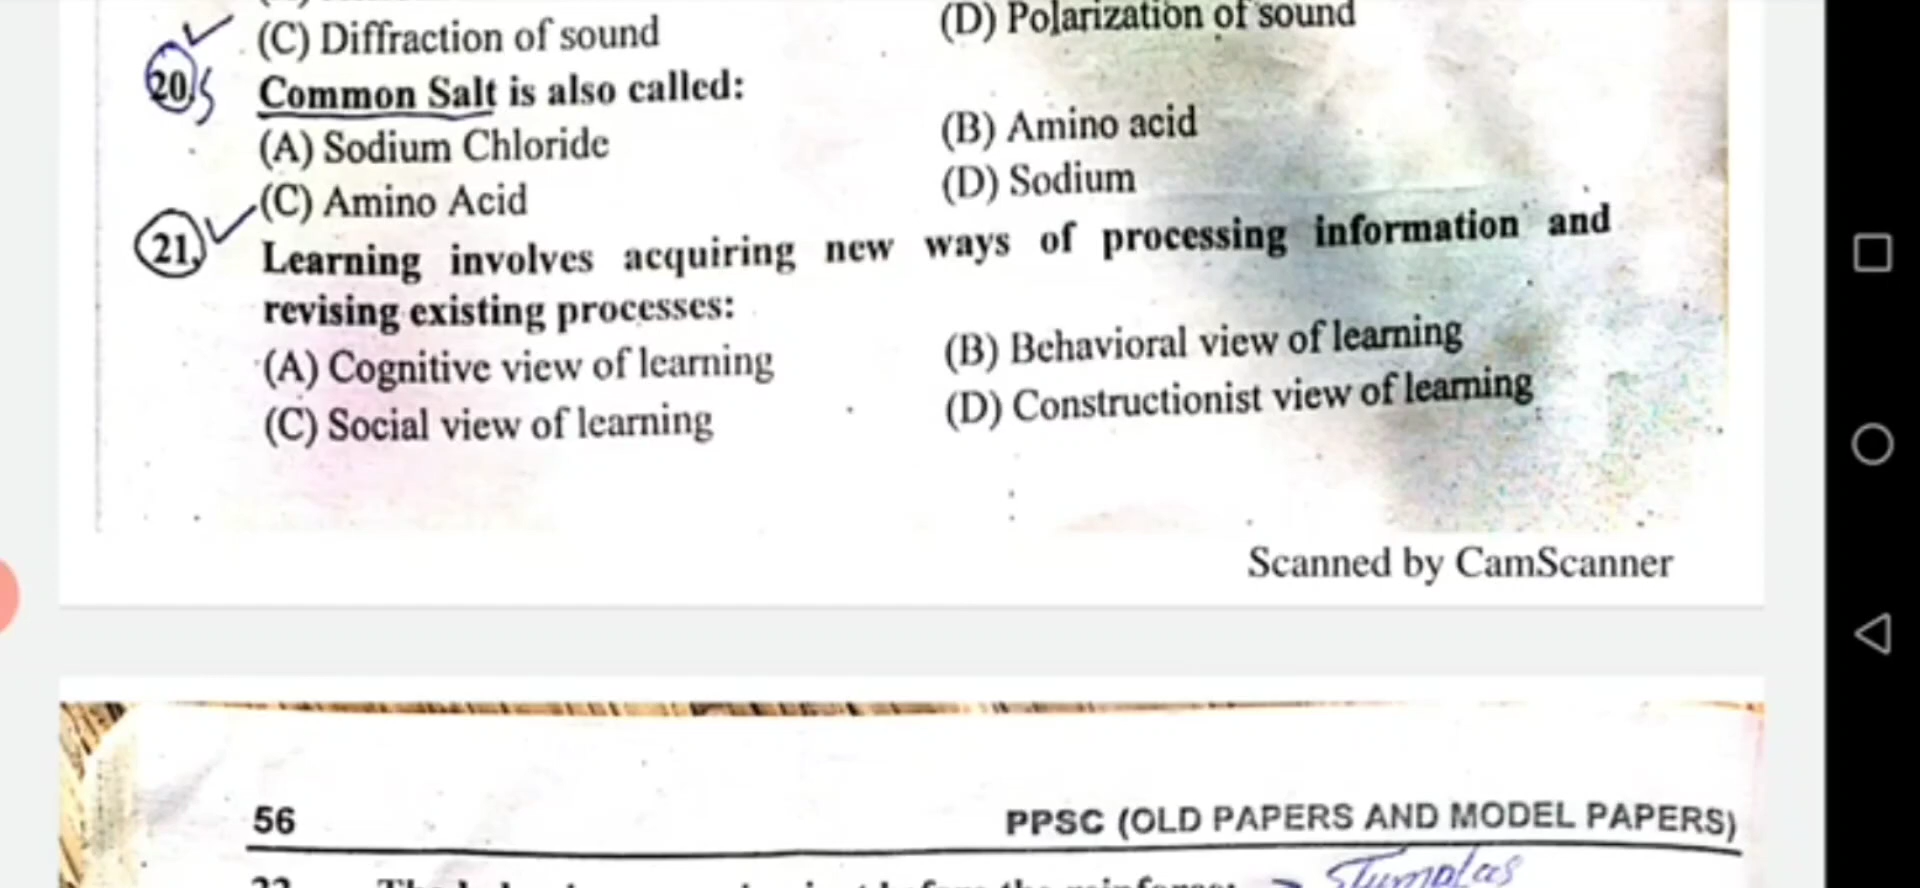 (C) Diffraction of sound (D) Polarization of sound
20. Common Salt is also called:
(A) Sodium Chloride (B) Amino acid
(C) Amino Acid (D) Sodium
21. Learning involves acquiring new ways of processing information and
revising existing processes:
(A) Cognitive view of learning (B) Behavioral view of learning
(C) Social view of learning (D) Constructionist view of learning
Scanned by CamScanner
56 PPSC (OLD PAPERS AND MODEL PAPERS)